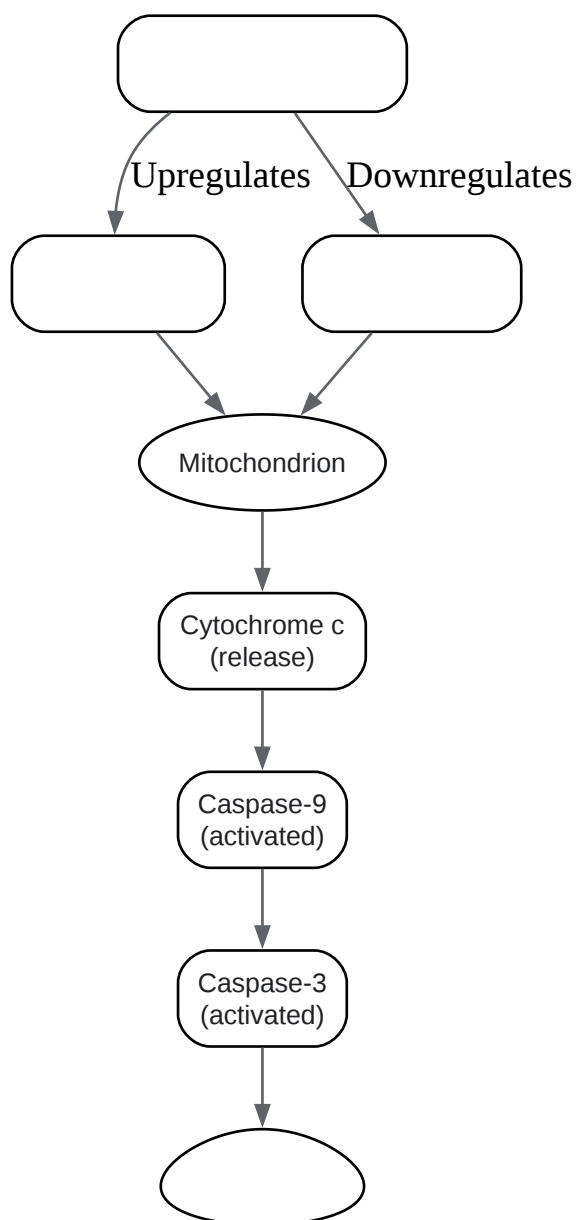 Upregulates
Downregulates
Mitochondrion
Cytochrome c
(release)
Caspase-9
(activated)
Caspase-3
(activated)